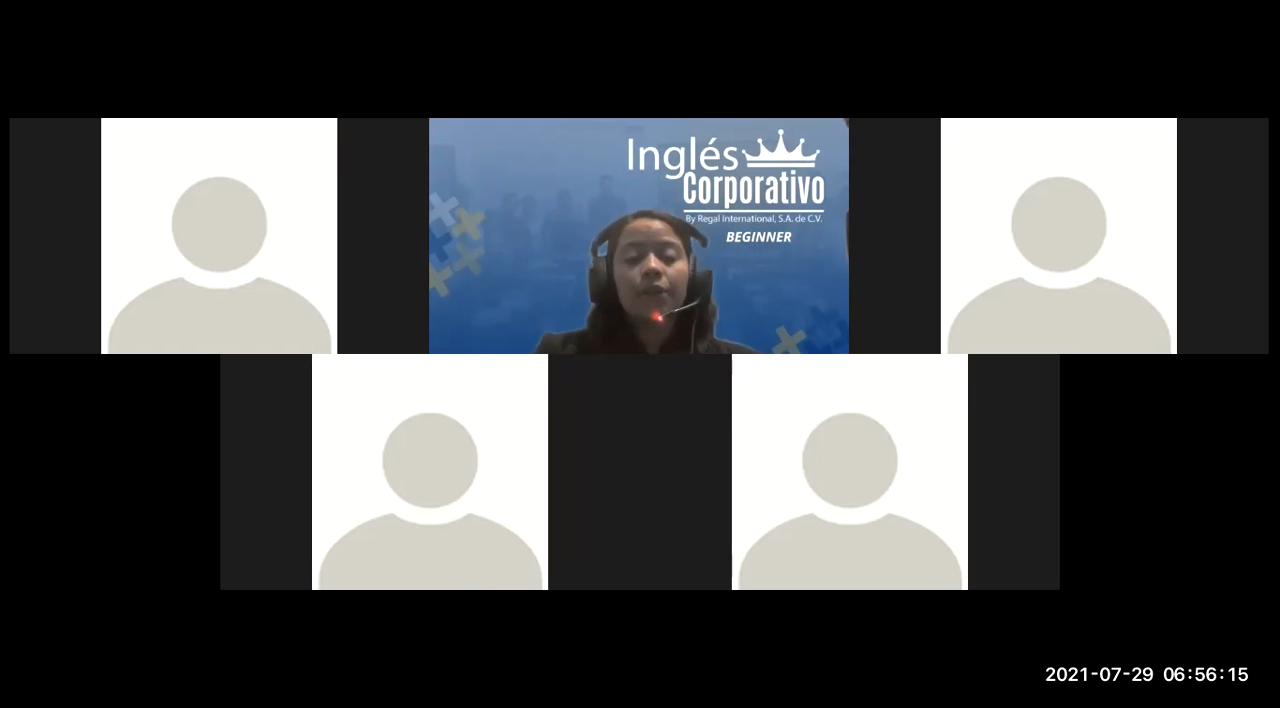 Inglés
Corporativo
By Regal International, S.A. de C.V.
BEGINNER
2021-07-29 06:56:15